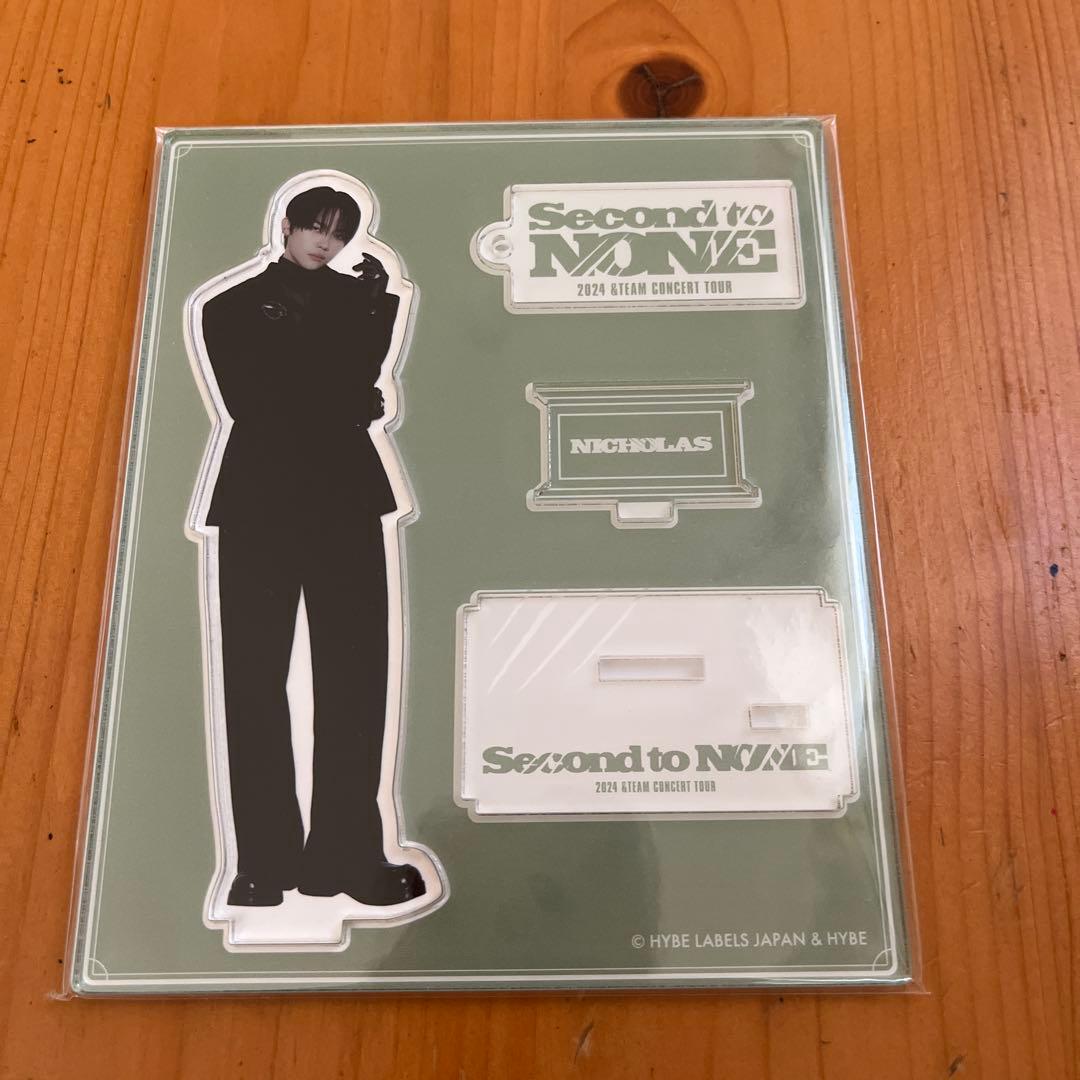 Second to
NONE
2024 &TEAM CONCERT TOUR
NICHOLAS
Second to NONE
2024 &TEAM CONCERT TOUR
© HYBE LABELS JAPAN & HYBE